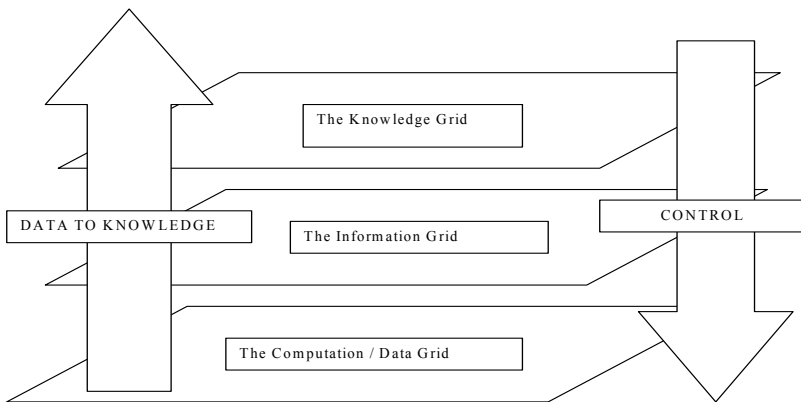 The Knowledge Grid
DATA TO KNOWLEDGE
The Information Grid
CONTROL
The Computation / Data Grid